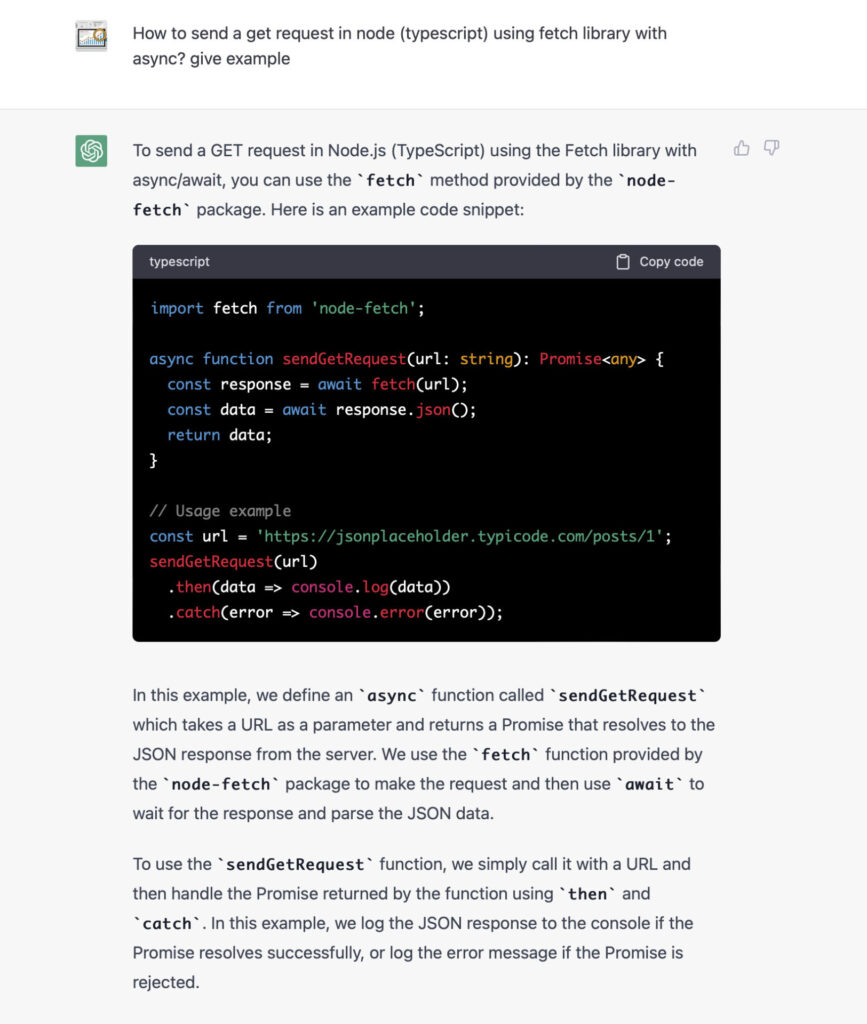 How to send a get request in node (typescript) using fetch library with
async? give example
To send a GET request in Node.js (TypeScript) using the Fetch library with
async/await, you can use the `fetch` method provided by the `node-
fetch` package. Here is an example code snippet:
typescript
Copy code
import fetch from 'node-fetch';
async function sendGetRequest(url: string): Promise<any> {
  const response = await fetch(url);
  const data = await response.json();
  return data;
}
// Usage example
const url = 'https://jsonplaceholder.typicode.com/posts/1';
sendGetRequest(url)
  .then(data => console.log(data))
  .catch(error => console.error(error));
In this example, we define an `async` function called `sendGetRequest`
which takes a URL as a parameter and returns a Promise that resolves to the
JSON response from the server. We use the `fetch` function provided by
the `node-fetch` package to make the request and then use `await` to
wait for the response and parse the JSON data.
To use the `sendGetRequest` function, we simply call it with a URL and
then handle the Promise returned by the function using `then` and
`catch`. In this example, we log the JSON response to the console if the
Promise resolves successfully, or log the error message if the Promise is
rejected.